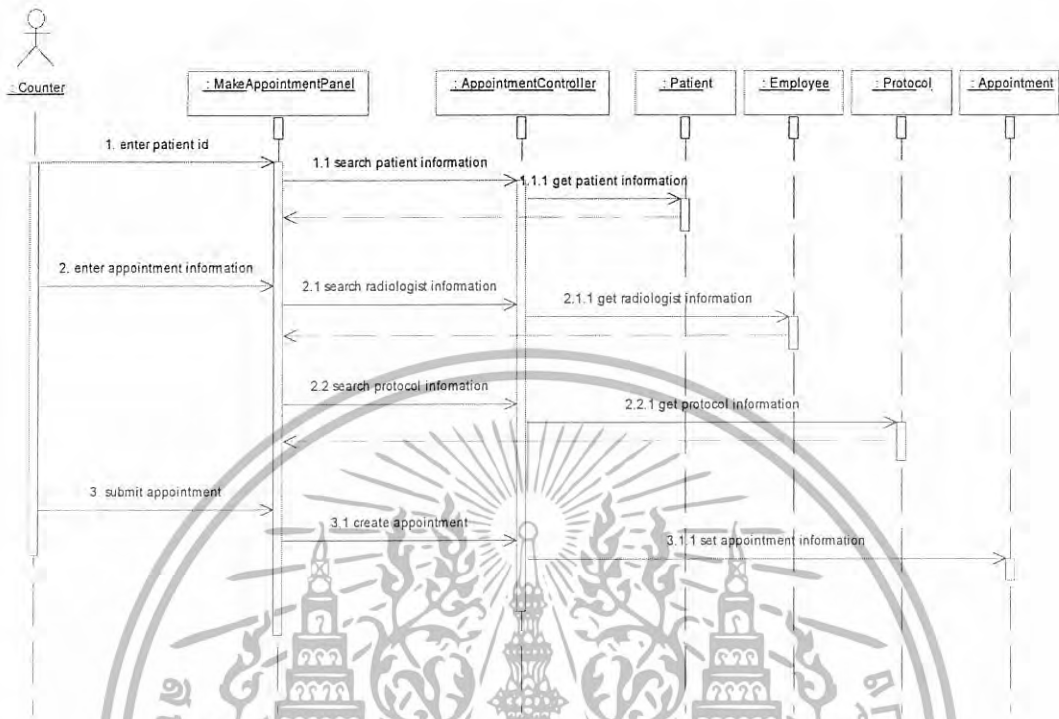 : Counter
: MakeAppointmentPanel
: AppointmentController
: Patient
: Employee
: Protocol
: Appointment
1. enter patient id
1.1 search patient information
1.1.1 get patient information
2. enter appointment information
2.1 search radiologist information
2.1.1 get radiologist information
2.2 search protocol infomation
2.2.1 get protocol information
3. submit appointment
3.1 create appointment
3.1.1 set appointment information